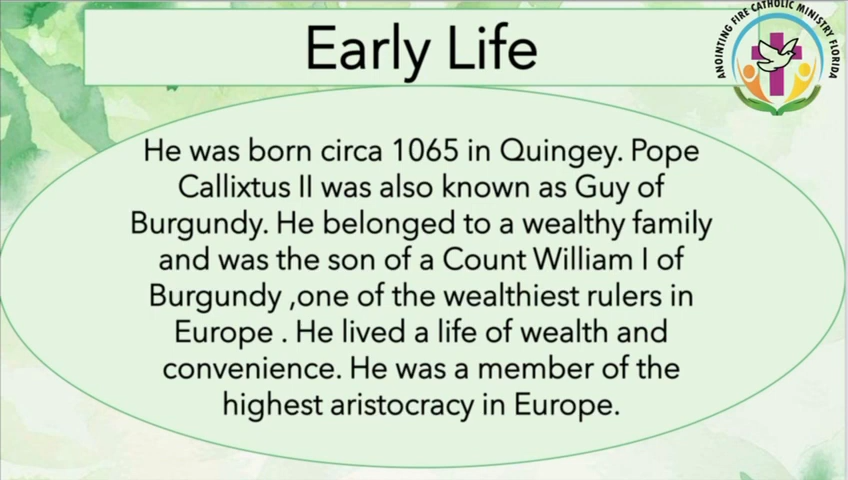 Early Life
ANOINTING FIRE CATHOLIC MINISTRY FLORIDA
He was born circa 1065 in Quingey. Pope
Callixtus II was also known as Guy of
Burgundy. He belonged to a wealthy family
and was the son of a Count William I of
Burgundy ,one of the wealthiest rulers in
Europe . He lived a life of wealth and
convenience. He was a member of the
highest aristocracy in Europe.